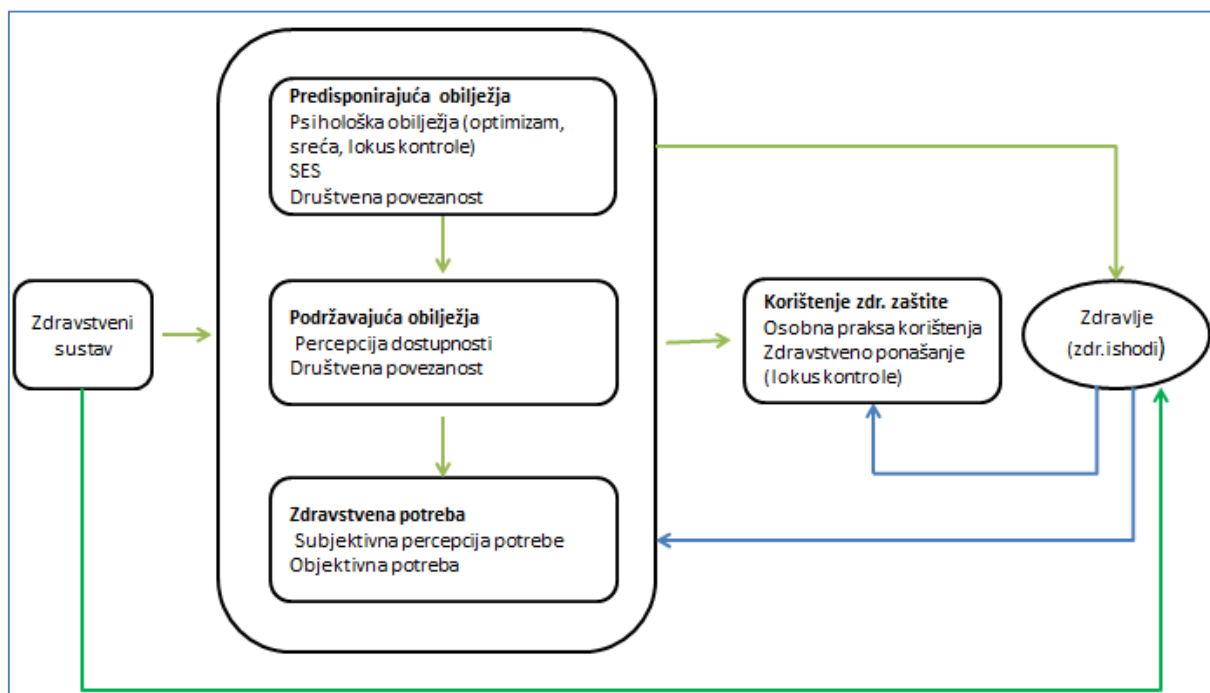 Predisponirajuća obilježja
Psihološka obilježja (optimizam,
sreća, lokus kontrole)
SES
Društvena povezanost
Zdravstveni
sustav
Podržavajuća obilježja
Percepcija dostupnosti
Društvena povezanost
Korištenje zdr. zaštite
Osobna praksa korištenja
Zdravstveno ponašanje
(lokus kontrole)
Zdravlje
(zdr.ishodi)
Zdravstvena potreba
Subjektivna percepcija potrebe
Objektivna potreba